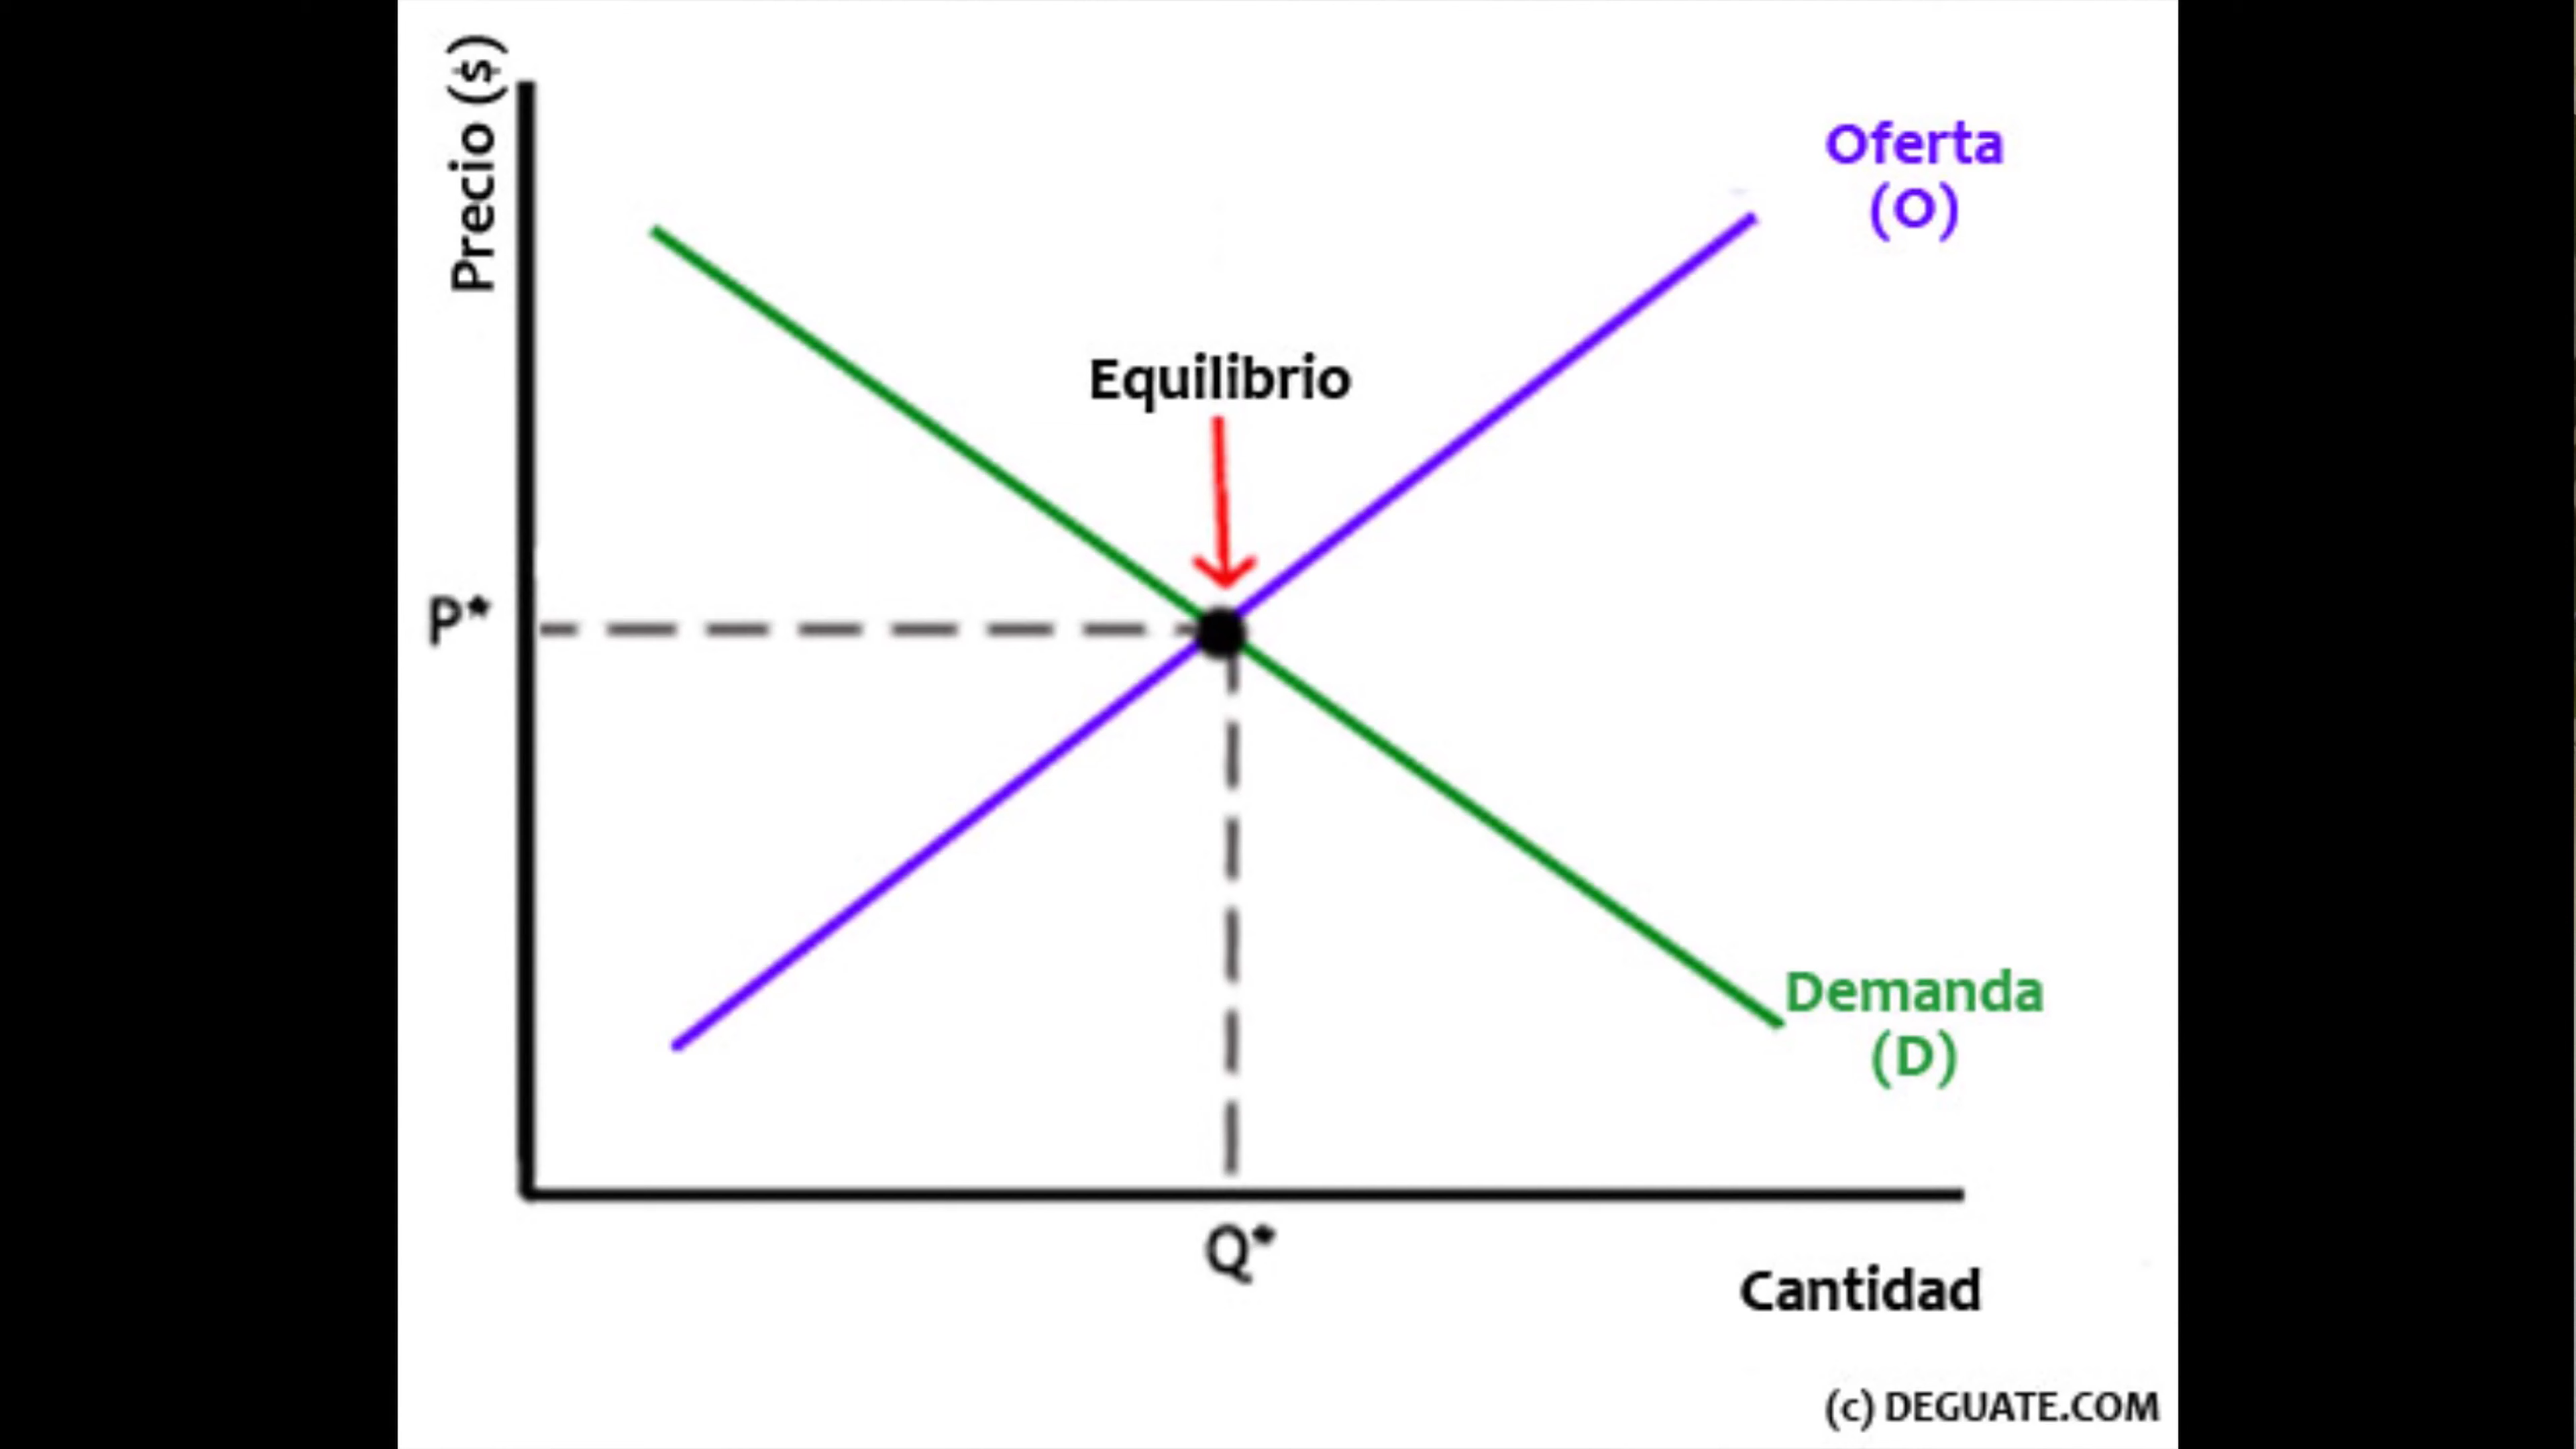 Precio ($)
Oferta
(O)
Equilibrio
P*
Demanda
(D)
Q*
Cantidad
(c) DEGUATE.COM